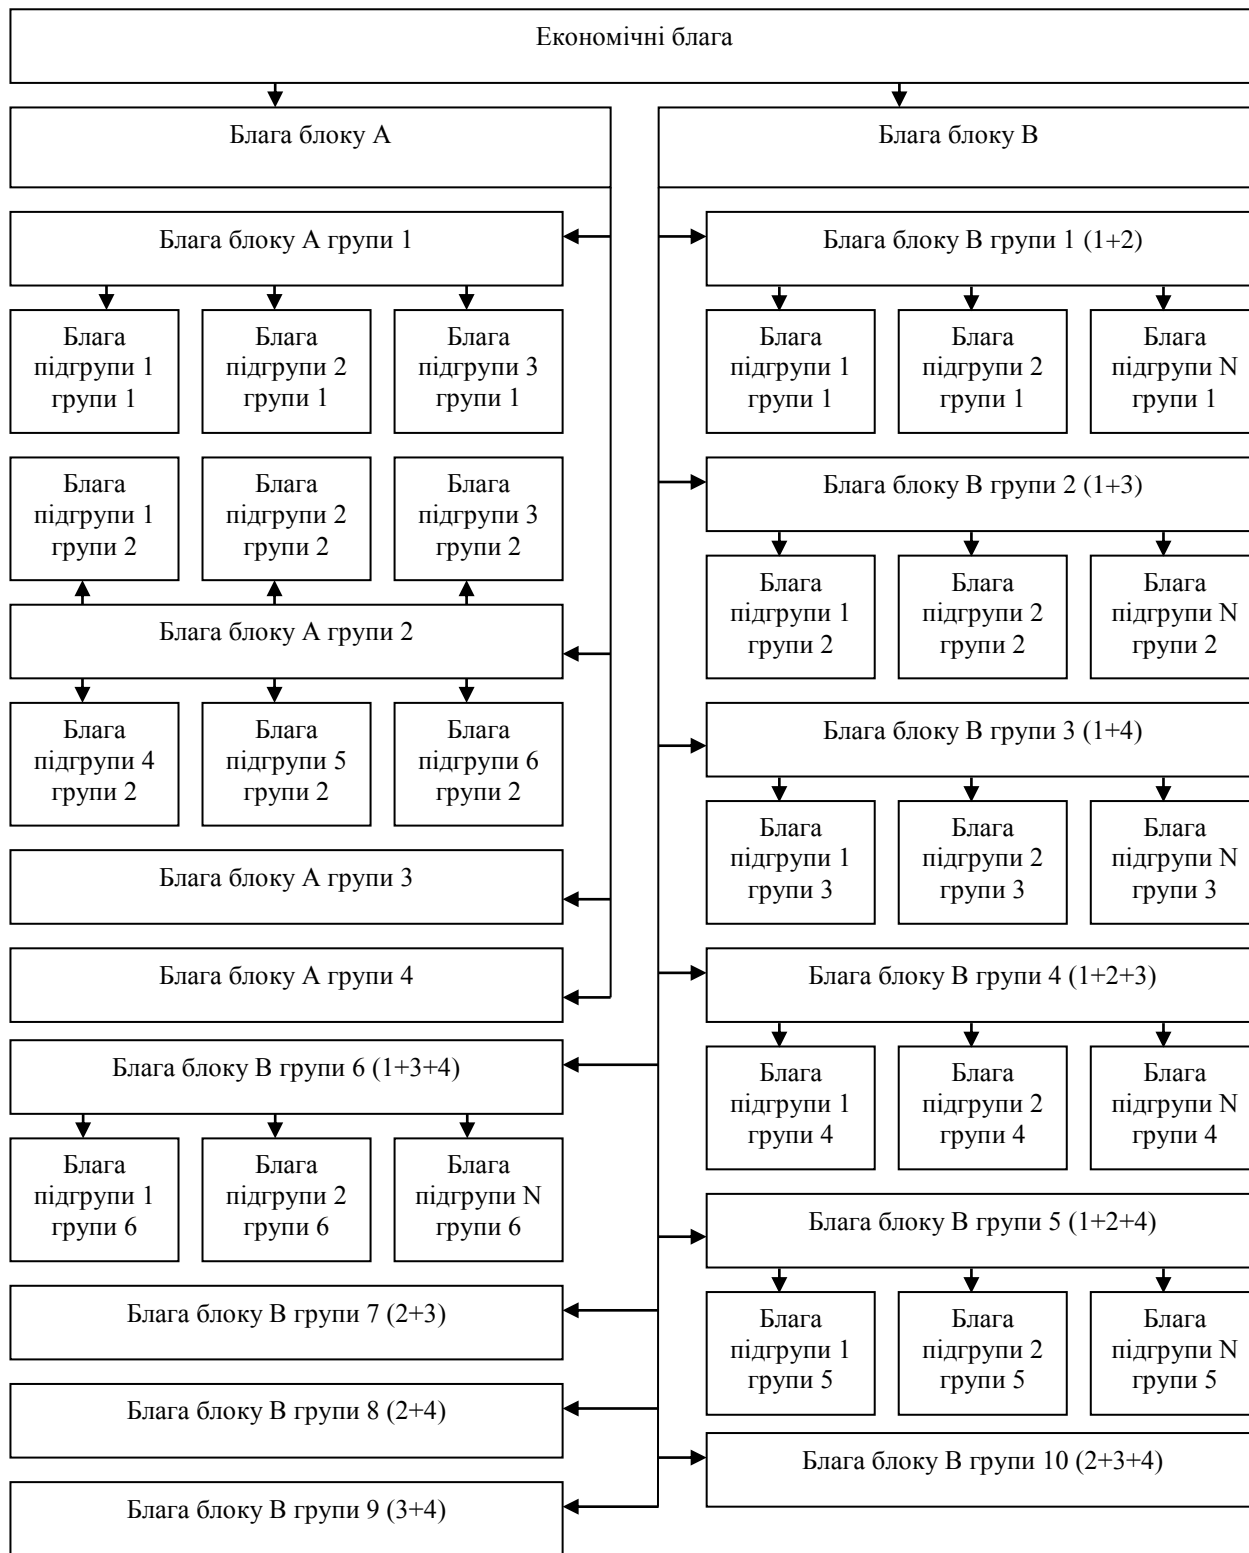 Економічні блага
Блага блоку А
Блага блоку В
Блага блоку А групи 1
Блага
підгрупи 1
групи 1
Блага
підгрупи 2
групи 1
Блага
підгрупи 3
групи 1
Блага
підгрупи 1
групи 2
Блага
підгрупи 2
групи 2
Блага
підгрупи 3
групи 2
Блага блоку А групи 2
Блага
підгрупи 4
групи 2
Блага
підгрупи 5
групи 2
Блага
підгрупи 6
групи 2
Блага блоку А групи 3
Блага блоку А групи 4
Блага блоку В групи 6 (1+3+4)
Блага
підгрупи 1
групи 6
Блага
підгрупи 2
групи 6
Блага
підгрупи N
групи 6
Блага блоку В групи 7 (2+3)
Блага блоку В групи 8 (2+4)
Блага блоку В групи 9 (3+4)
Блага блоку В групи 1 (1+2)
Блага
підгрупи 1
групи 1
Блага
підгрупи 2
групи 1
Блага
підгрупи N
групи 1
Блага блоку В групи 2 (1+3)
Блага
підгрупи 1
групи 2
Блага
підгрупи 2
групи 2
Блага
підгрупи N
групи 2
Блага блоку В групи 3 (1+4)
Блага
підгрупи 1
групи 3
Блага
підгрупи 2
групи 3
Блага
підгрупи N
групи 3
Блага блоку В групи 4 (1+2+3)
Блага
підгрупи 1
групи 4
Блага
підгрупи 2
групи 4
Блага
підгрупи N
групи 4
Блага блоку В групи 5 (1+2+4)
Блага
підгрупи 1
групи 5
Блага
підгрупи 2
групи 5
Блага
підгрупи N
групи 5
Блага блоку В групи 10 (2+3+4)